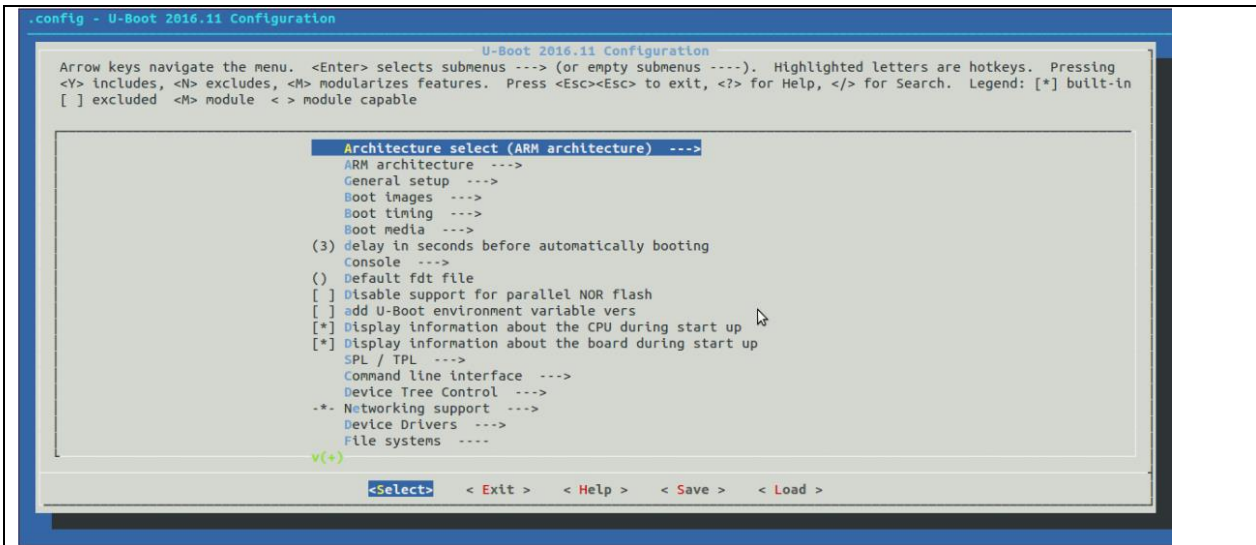 .config - U-Boot 2016.11 Configuration
U-Boot 2016.11 Configuration
Arrow keys navigate the menu.  <Enter> selects submenus ---> (or empty submenus ----).  Highlighted letters are hotkeys.  Pressing
<Y> includes, <N> excludes, <M> modularizes features.  Press <Esc><Esc> to exit, <?> for Help, </> for Search.  Legend: [*] built-in
[ ] excluded  <M> module  < > module capable
Architecture select (ARM architecture)  --->
ARM architecture  --->
General setup  --->
Boot images  --->
Boot timing  --->
Boot media  --->
(3) delay in seconds before automatically booting
Console  --->
()  Default fdt file
[ ] Disable support for parallel NOR flash
[ ] add U-Boot environment variable vers
[*] Display information about the CPU during start up
[*] Display information about the board during start up
SPL / TPL  --->
Command line interface  --->
Device Tree Control  --->
-*- Networking support  --->
Device Drivers  --->
File systems  ----
v(+)
<Select>    < Exit >    < Help >    < Save >    < Load >